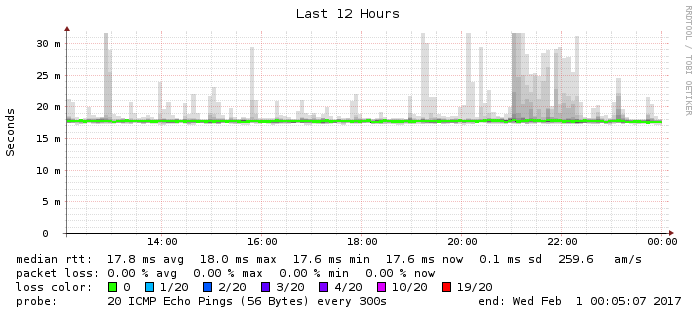 Last 12 Hours
RRDTOOL / TOBI OETIKER
Seconds
30 m
25 m
20 m
15 m
10 m
5 m
0
14:00 16:00 18:00 20:00 22:00 00:00
median rtt: 17.8 ms avg 18.0 ms max 17.6 ms min 17.6 ms now 0.1 ms sd 259.6 am/s
packet loss: 0.00 % avg 0.00 % max 0.00 % min 0.00 % now
loss color: 0 1/20 2/20 3/20 4/20 10/20 19/20
probe: 20 ICMP Echo Pings (56 Bytes) every 300s end: Wed Feb 1 00:05:07 2017